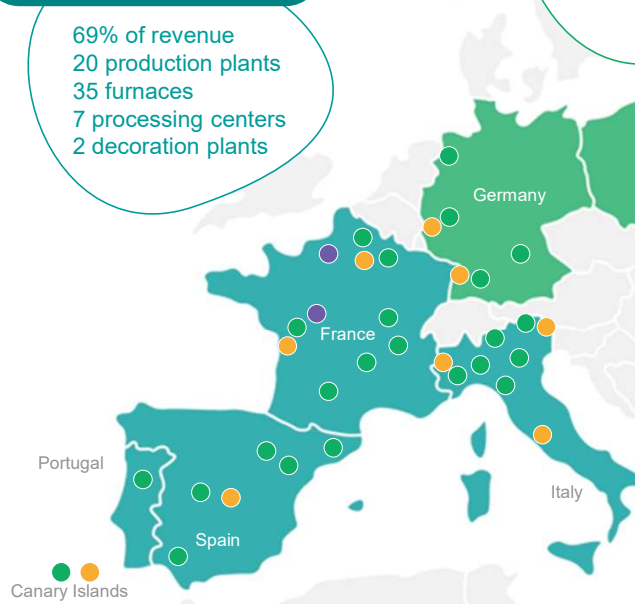 69% of revenue
20 production plants
35 furnaces
7 processing centers
2 decoration plants
Germany
France
Portugal
Italy
Spain
Canary Islands